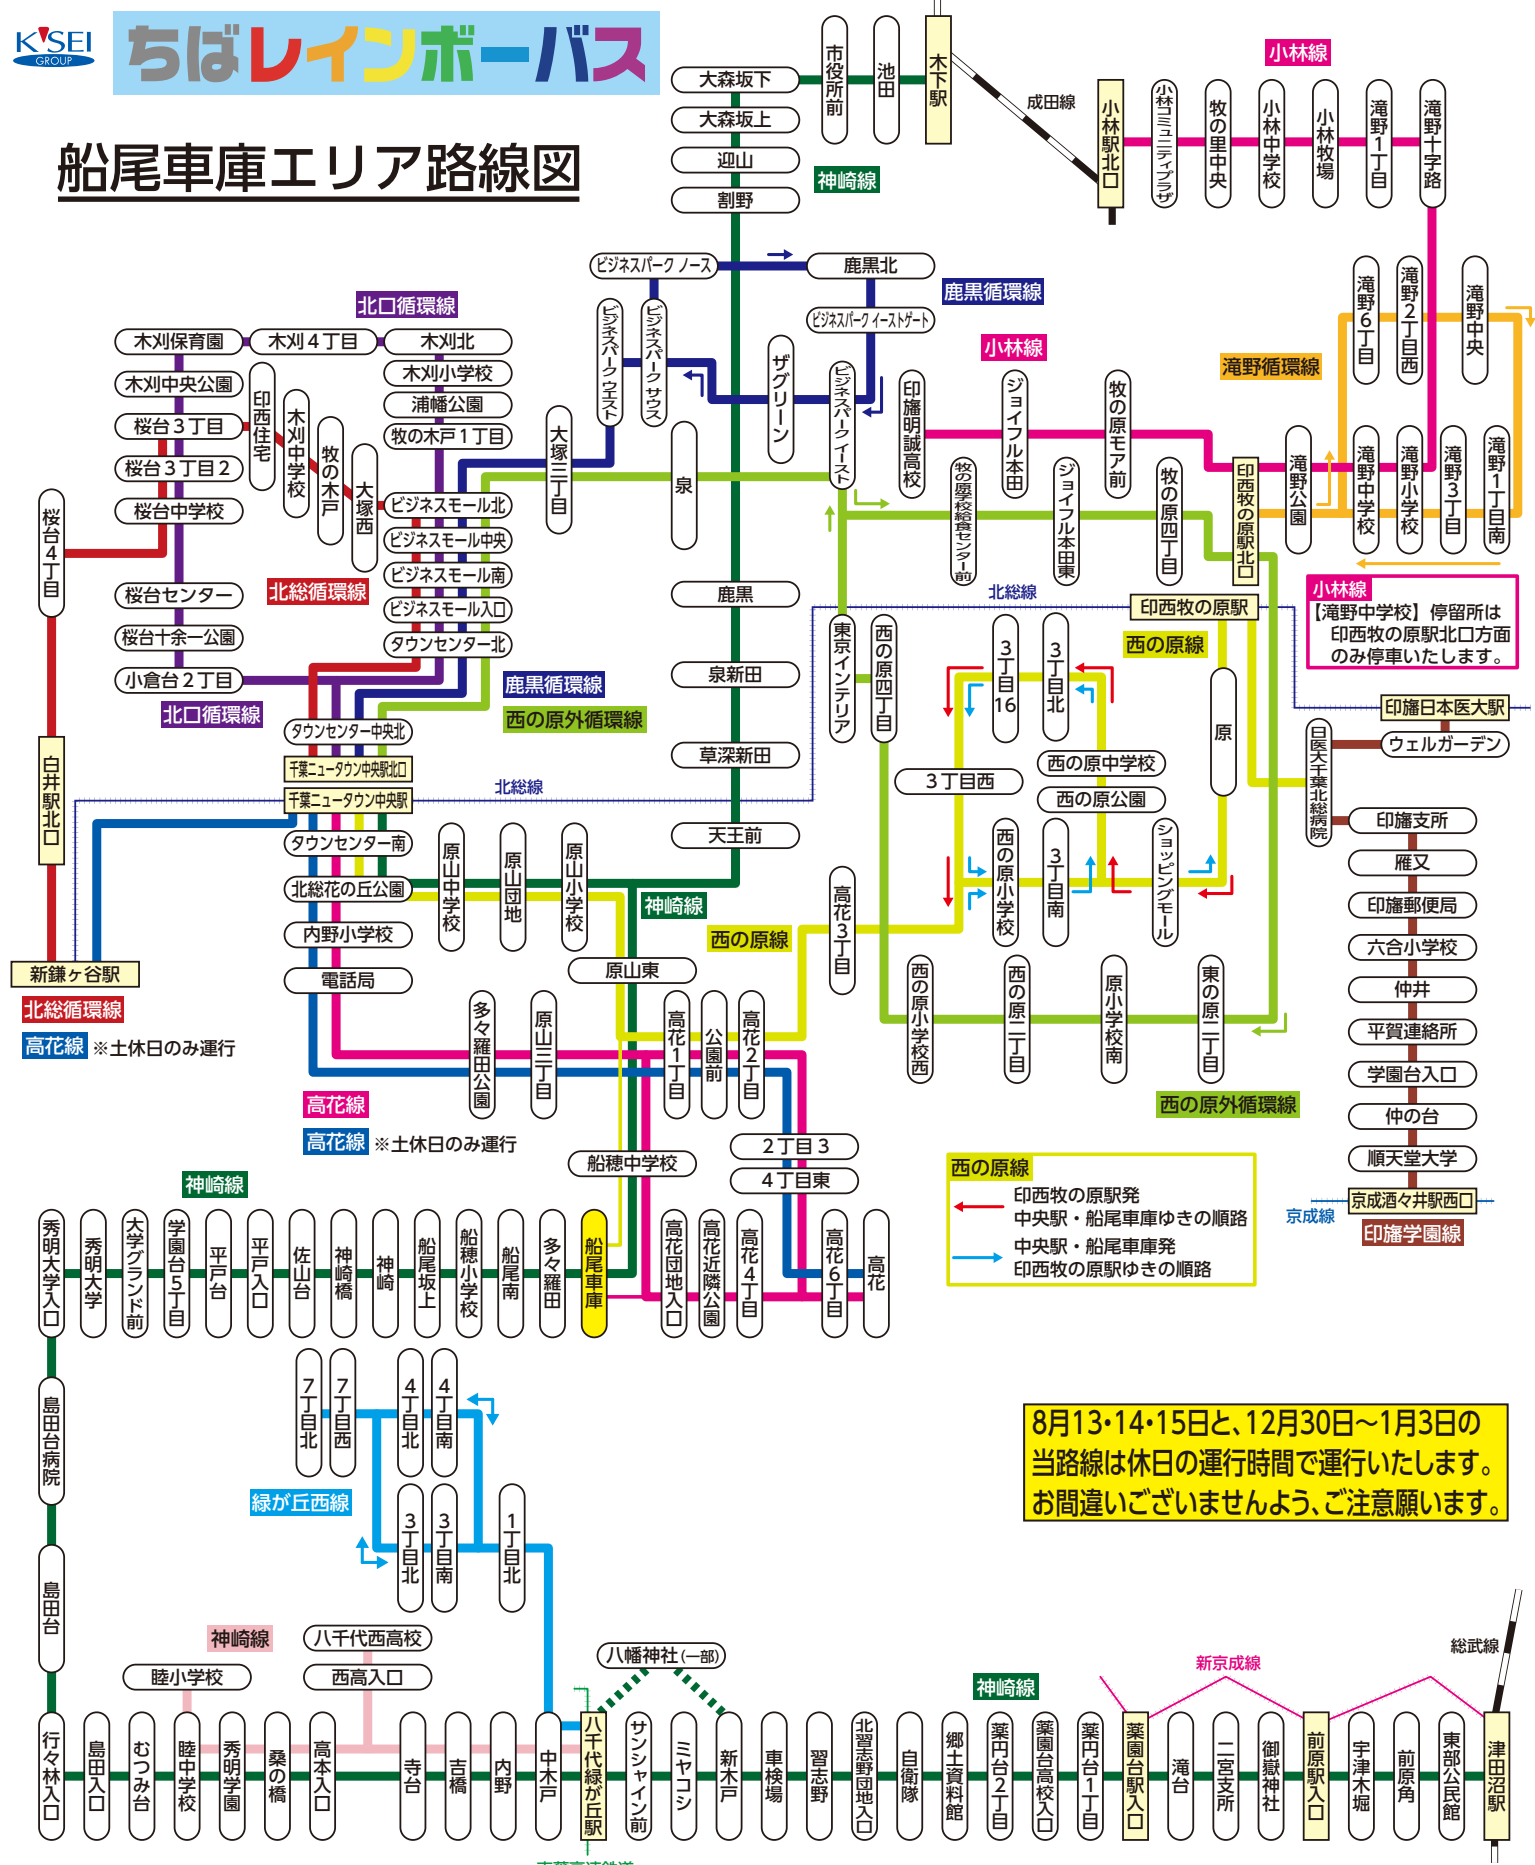 K'SEI
GROUP
ちばレインボーバス
船尾車庫エリア路線図
大森坂下
市役所前
池田
木下駅
大森坂上
迎山
割野
神崎線
成田線
小林線
小林駅北口
小林コミュニティプラザ
牧の里中央
小林中学校
小林牧場
滝野1丁目
滝野十字路
ビジネスパーク ノース
鹿黒北
鹿黒循環線
ビジネスパーク ウエスト
ビジネスパーク サウス
ビジネスパーク イーストゲート
ザグリーン
ビジネスパーク イースト
小林線
印旛明誠高校
ジョイフル本田
牧の原モア前
牧の原学校給食センター前
ジョイフル本田東
牧の原四丁目
印西牧の原駅北口
滝野循環線
滝野6丁目
滝野2丁目西
滝野中央
滝野公園
滝野中学校
滝野小学校
滝野3丁目
滝野1丁目南
小林線
【滝野中学校】停留所は
印西牧の原駅北口方面
のみ停車いたします。
北口循環線
木刈保育園
木刈4丁目
木刈北
木刈中央公園
木刈小学校
桜台3丁目
浦幡公園
印西住宅
木刈中学校
牧の木戸
大塚西
牧の木戸1丁目
桜台3丁目2
桜台中学校
桜台4丁目
ビジネスモール北
ビジネスモール中央
ビジネスモール南
ビジネスモール入口
タウンセンター北
大塚三丁目
泉
北総循環線
桜台センター
桜台十余一公園
小倉台2丁目
北口循環線
鹿黒循環線
西の原外循環線
鹿黒
泉新田
草深新田
天王前
タウンセンター中央北
千葉ニュータウン中央駅北口
千葉ニュータウン中央駅
タウンセンター南
北総花の丘公園
内野小学校
電話局
白井駅北口
新鎌ヶ谷駅
北総循環線
高花線 ※土休日のみ運行
北総線
北総線
印西牧の原駅
西の原線
東京インテリア
西の原四丁目
3丁目16
3丁目北
原
3丁目西
西の原中学校
西の原公園
西の原小学校
3丁目南
ショッピングモール
印旛日本医大駅
ウェルガーデン
日医大千葉北総病院
印旛支所
雁又
印旛郵便局
六合小学校
仲井
平賀連絡所
学園台入口
仲の台
順天堂大学
京成酒々井駅西口
京成線
印旛学園線
原山中学校
原山団地
原山小学校
神崎線
西の原線
高花3丁目
原山東
西の原小学校西
西の原二丁目
原小学校南
東の原二丁目
西の原外循環線
多々羅田公園
原山三丁目
高花1丁目
公園前
高花2丁目
高花線
高花線 ※土休日のみ運行
2丁目3
4丁目東
船穂中学校
西の原線
印西牧の原駅発
中央駅・船尾車庫ゆきの順路
中央駅・船尾車庫発
印西牧の原駅ゆきの順路
神崎線
秀明大学入口
秀明大学
大学グランド前
学園台5丁目
平戸台
平戸入口
佐山台
神崎橋
神崎
船尾坂上
船穂小学校
船尾南
多々羅田
船尾車庫
高花団地入口
高花近隣公園
高花4丁目
高花6丁目
高花
7丁目北
7丁目西
4丁目北
4丁目南
緑が丘西線
3丁目北
3丁目南
1丁目北
8月13・14・15日と、12月30日〜1月3日の
当路線は休日の運行時間で運行いたします。
お間違いございませんよう、ご注意願います。
島田台病院
島田台
神崎線
八千代西高校
睦小学校
西高入口
八幡神社(一部)
神崎線
新京成線
総武線
行々林入口
島田入口
むつみ台
睦中学校
秀明学園
桑の橋
高本入口
寺台
吉橋
内野
中木戸
八千代緑が丘駅
サンシャイン前
ミヤコシ
新木戸
車検場
習志野
北習志野団地入口
自衛隊
郷土資料館
薬円台2丁目
薬園台高校入口
薬円台1丁目
薬園台駅入口
滝台
二宮支所
御嶽神社
前原駅入口
宇津木堀
前原角
東部公民館
津田沼駅